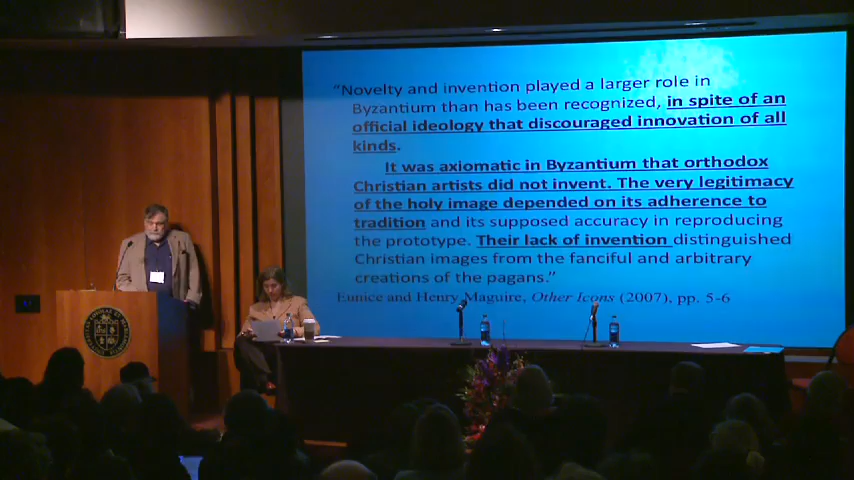 “Novelty and invention played a larger role in
Byzantium than has been recognized, in spite of an
official ideology that discouraged innovation of all
kinds.
It was axiomatic in Byzantium that orthodox
Christian artists did not invent. The very legitimacy
of the holy image depended on its adherence to
tradition and its supposed accuracy in reproducing
the prototype. Their lack of invention distinguished
Christian images from the fanciful and arbitrary
creations of the pagans.”
Eunice and Henry Maguire, Other Icons (2007), pp. 5-6